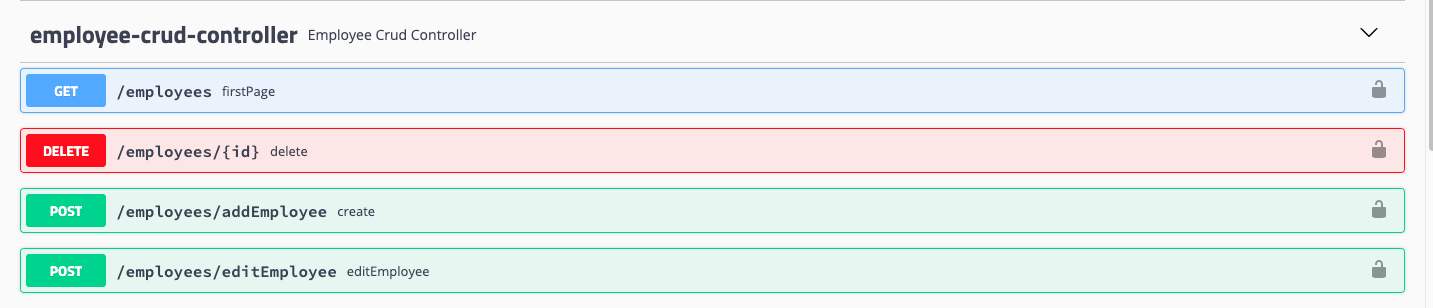 employee-crud-controller Employee Crud Controller
GET /employees firstPage
DELETE /employees/{id} delete
POST /employees/addEmployee create
POST /employees/editEmployee editEmployee